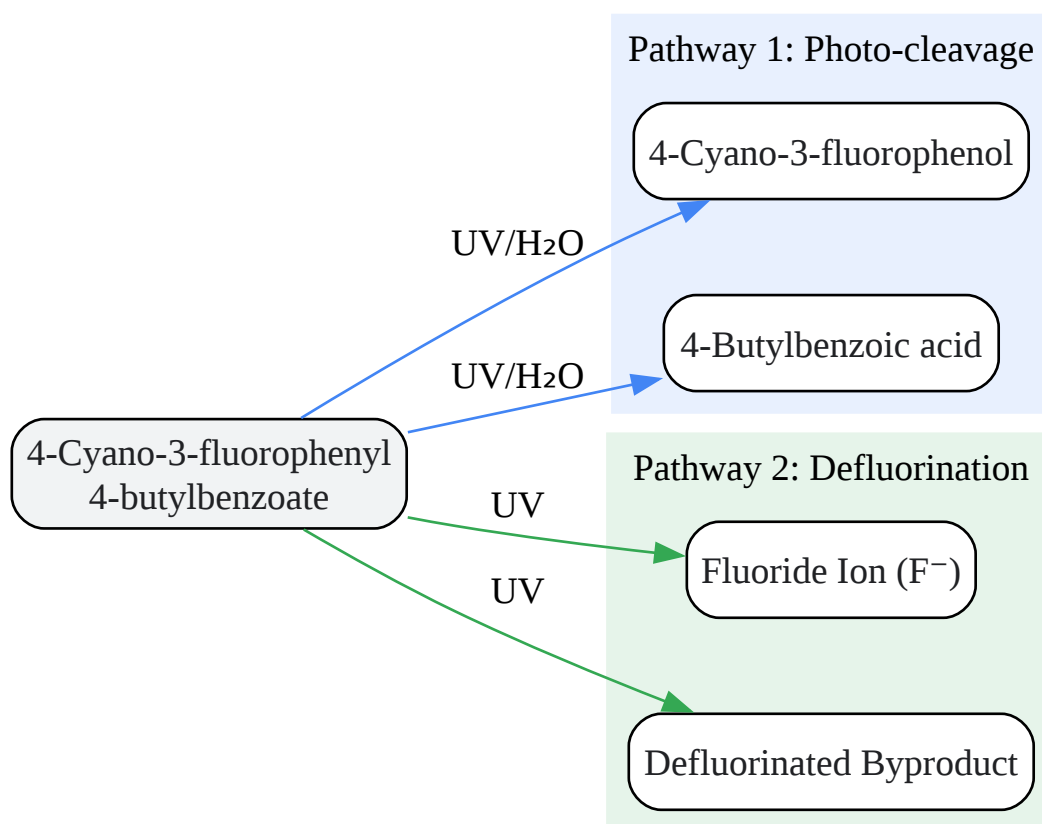 Pathway 1: Photo-cleavage
4-Cyano-3-fluorophenol
UV/H₂O
4-Butylbenzoic acid
UV/H₂O
4-Cyano-3-fluorophenyl
4-butylbenzoate
Pathway 2: Defluorination
UV
Fluoride Ion (F⁻)
UV
Defluorinated Byproduct